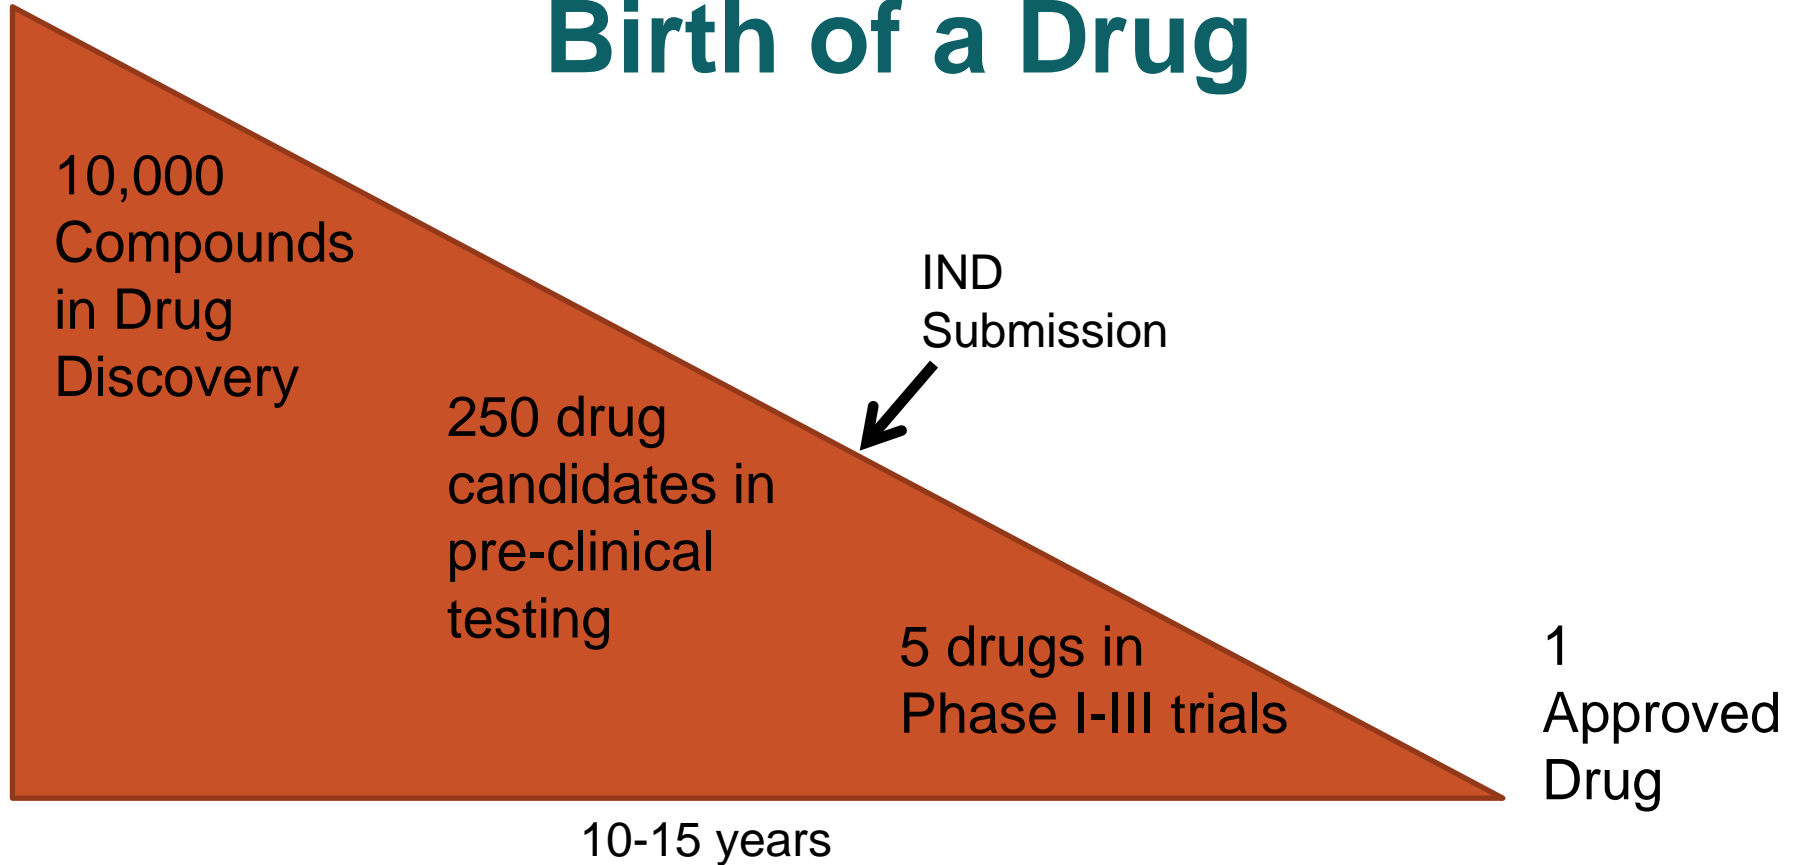 Birth of a Drug
10,000
Compounds
in Drug
Discovery
IND
Submission
250 drug
candidates in
pre-clinical
testing
5 drugs in
Phase I-III trials
1
Approved
Drug
10-15 years